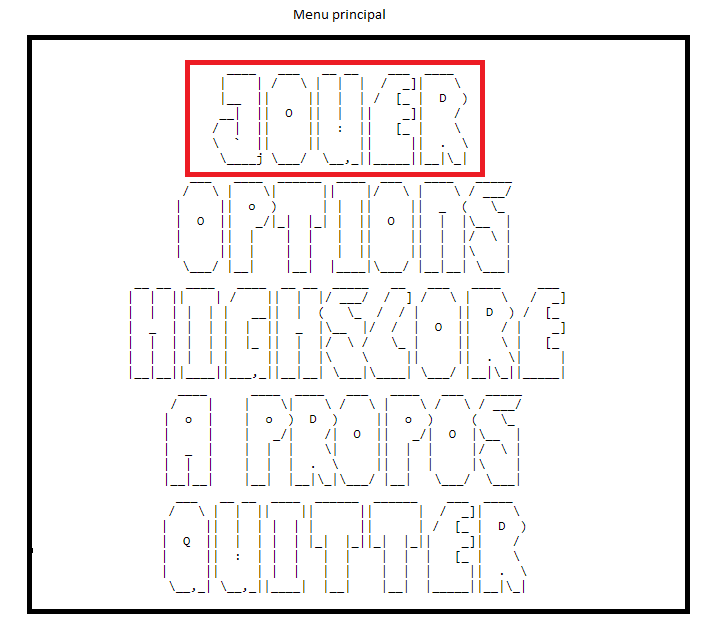 Menu principal
JOUER
OPTIONS
HIGHSCORE
A PROPOS
QUITTER